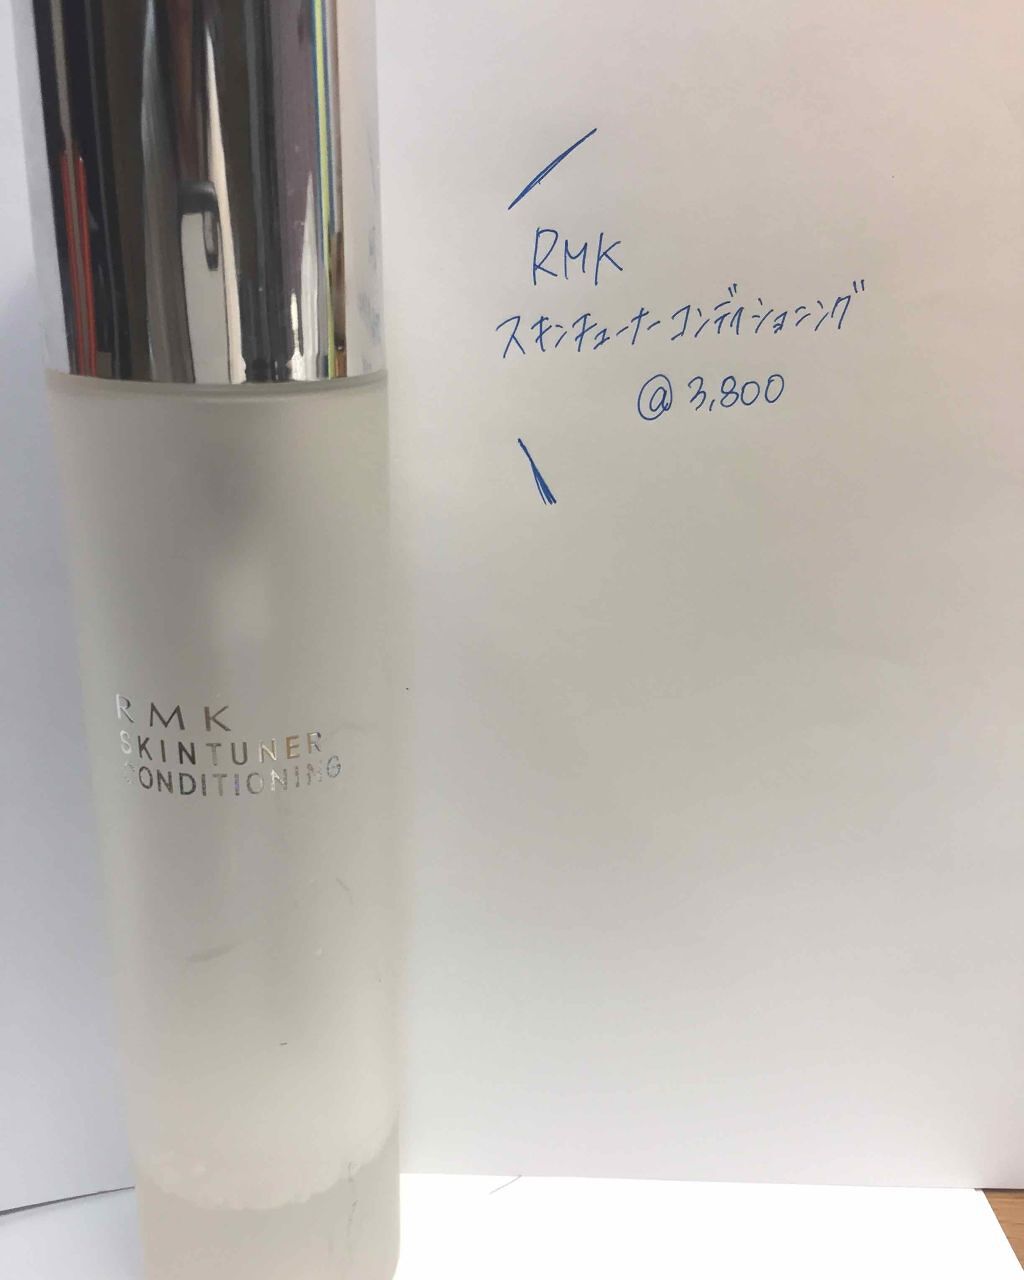 RMK
スキンチューナーコンディショニング
@ 3,800
RMK
SKINTUNER
CONDITIONING